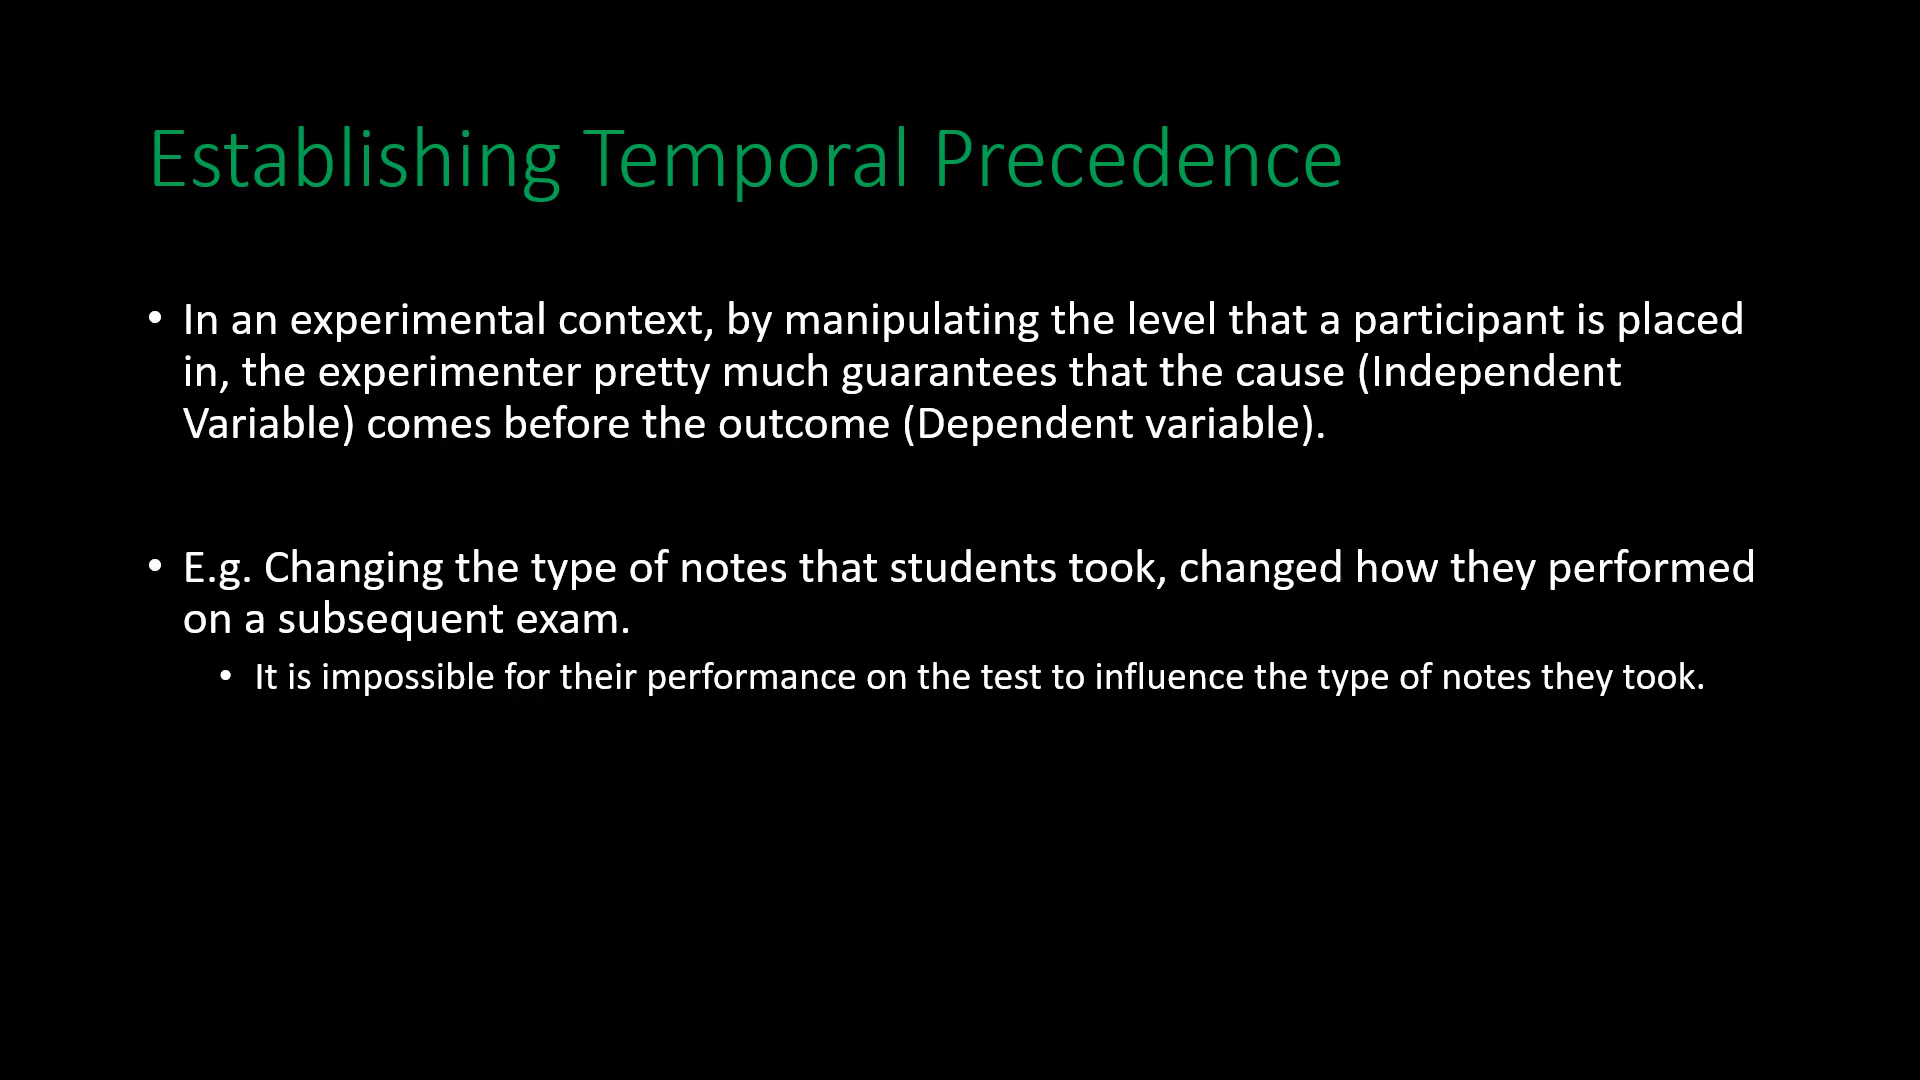 Establishing Temporal Precedence
• In an experimental context, by manipulating the level that a participant is placed
in, the experimenter pretty much guarantees that the cause (Independent
Variable) comes before the outcome (Dependent variable).
• E.g. Changing the type of notes that students took, changed how they performed
on a subsequent exam.
• It is impossible for their performance on the test to influence the type of notes they took.